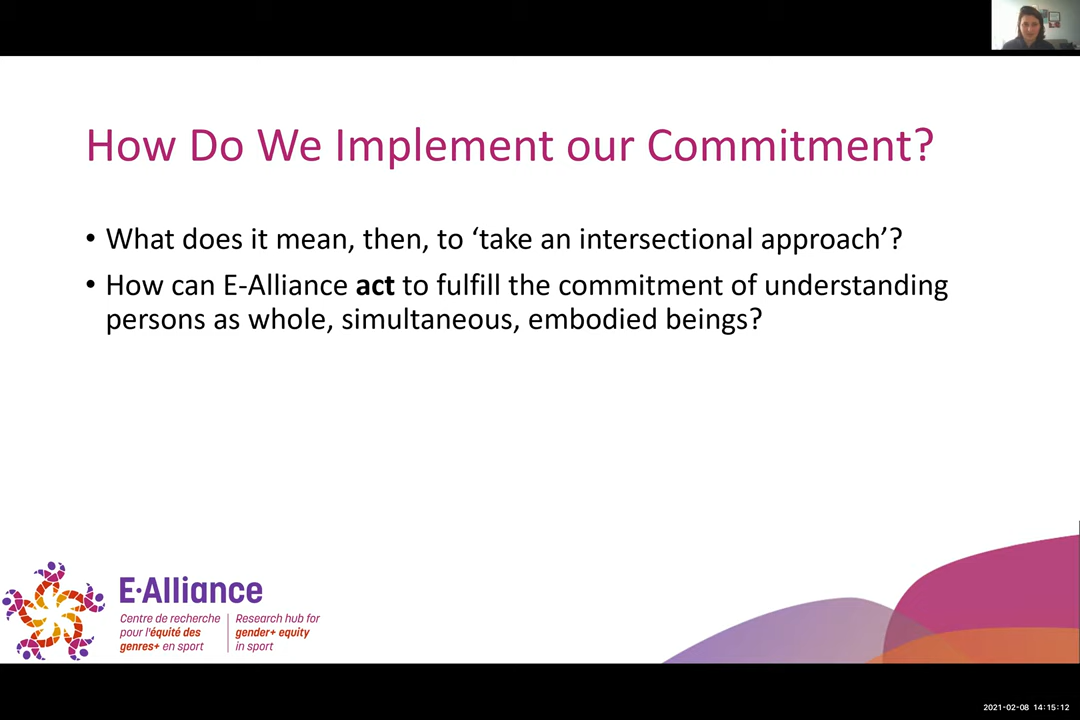 How Do We Implement our Commitment?
• What does it mean, then, to ‘take an intersectional approach’?
• How can E-Alliance act to fulfill the commitment of understanding
persons as whole, simultaneous, embodied beings?
E·Alliance
Centre de recherche
pour l'équité des
genres+ en sport
Research hub for
gender+ equity
in sport
2021-02-08 14:15:12